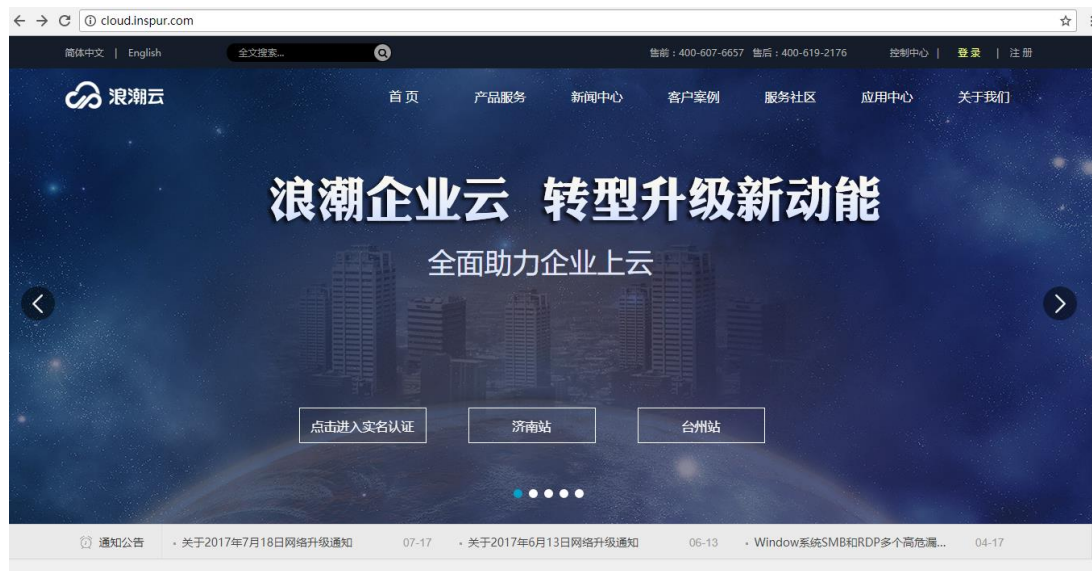 cloud.inspur.com
简体中文 | English 全文搜索... 售前：400-607-6657 售后：400-619-2176 控制中心 | 登录 | 注册
浪潮云 首页 产品服务 新闻中心 客户案例 服务社区 应用中心 关于我们
浪潮企业云 转型升级新动能
全面助力企业上云
点击进入实名认证 济南站 台州站
通知公告 • 关于2017年7月18日网络升级通知 07-17 • 关于2017年6月13日网络升级通知 06-13 • Window系统SMB和RDP多个高危漏... 04-17